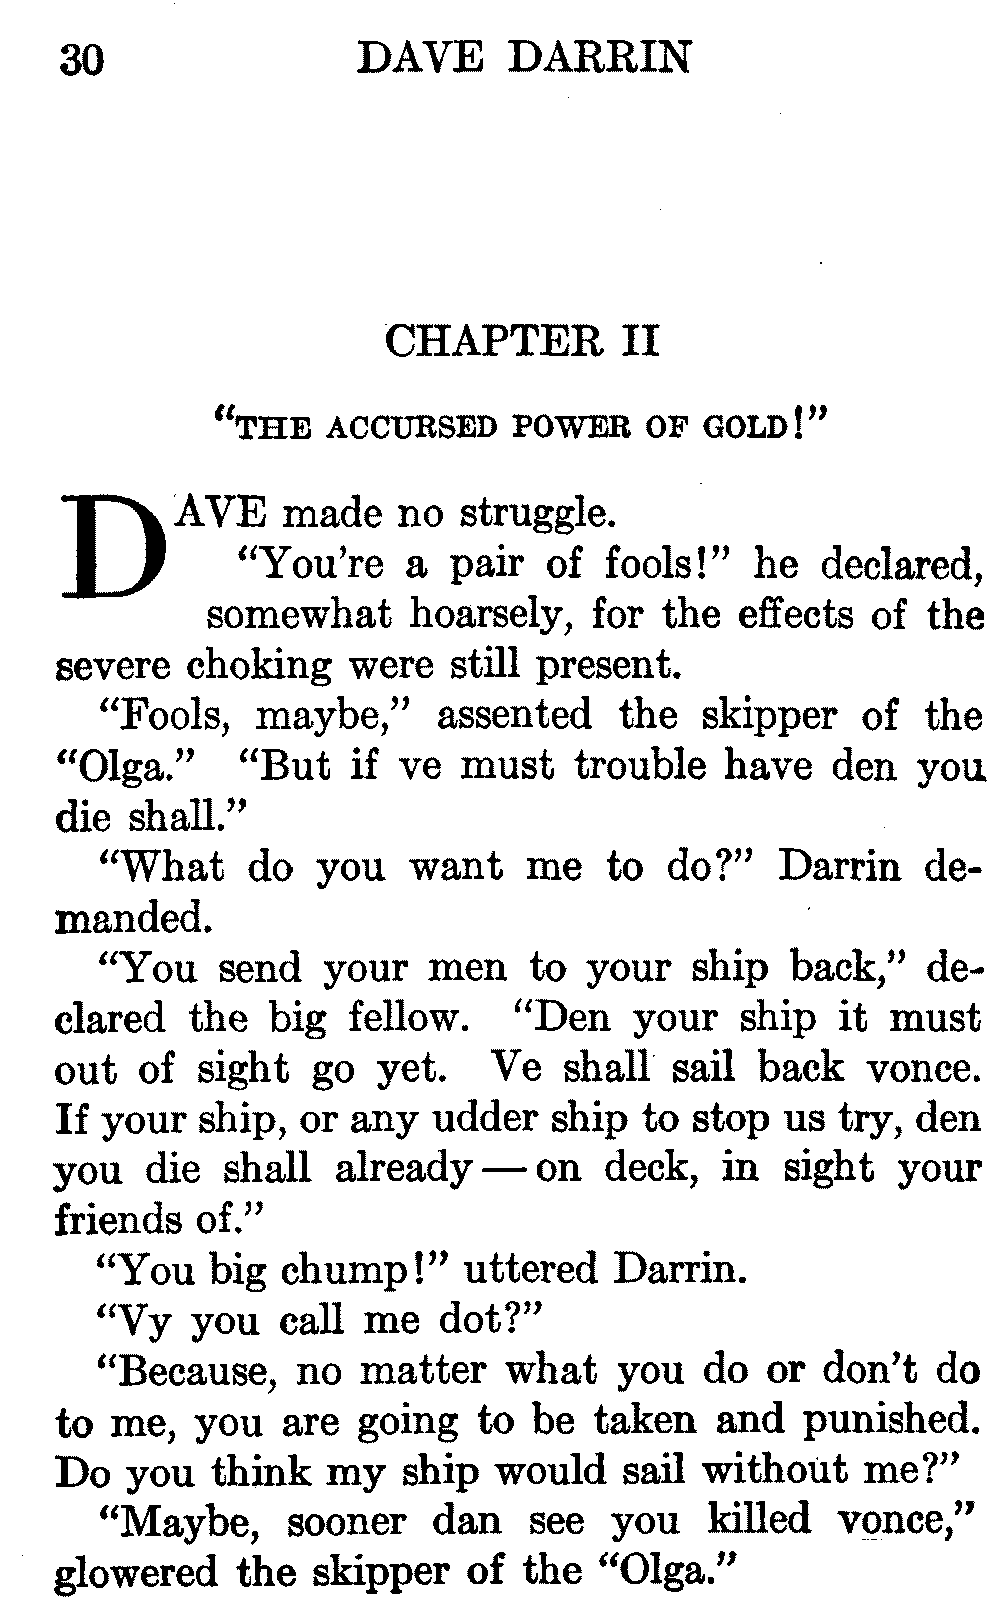 30 DAVE DARRIN
CHAPTER II
“THE ACCURSED POWER OF GOLD!”
DAVE made no struggle.
“You're a pair of fools!” he declared,
somewhat hoarsely, for the effects of the
severe choking were still present.
“Fools, maybe,” assented the skipper of the
“Olga.” “But if ve must trouble have den you
die shall.”
“What do you want me to do?” Darrin de-
manded.
“You send your men to your ship back,” de-
clared the big fellow. “Den your ship it must
out of sight go yet. Ve shall sail back vonce.
If your ship, or any udder ship to stop us try, den
you die shall already — on deck, in sight your
friends of.”
“You big chump!” uttered Darrin.
“Vy you call me dot?”
“Because, no matter what you do or don't do
to me, you are going to be taken and punished.
Do you think my ship would sail without me?”
“Maybe, sooner dan see you killed vonce,”
glowered the skipper of the “Olga.”